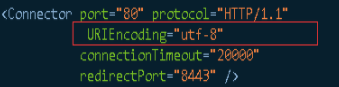 <Connector port="80" protocol="HTTP/1.1"
URIEncoding="utf-8"
connectionTimeout="20000"
redirectPort="8443" />